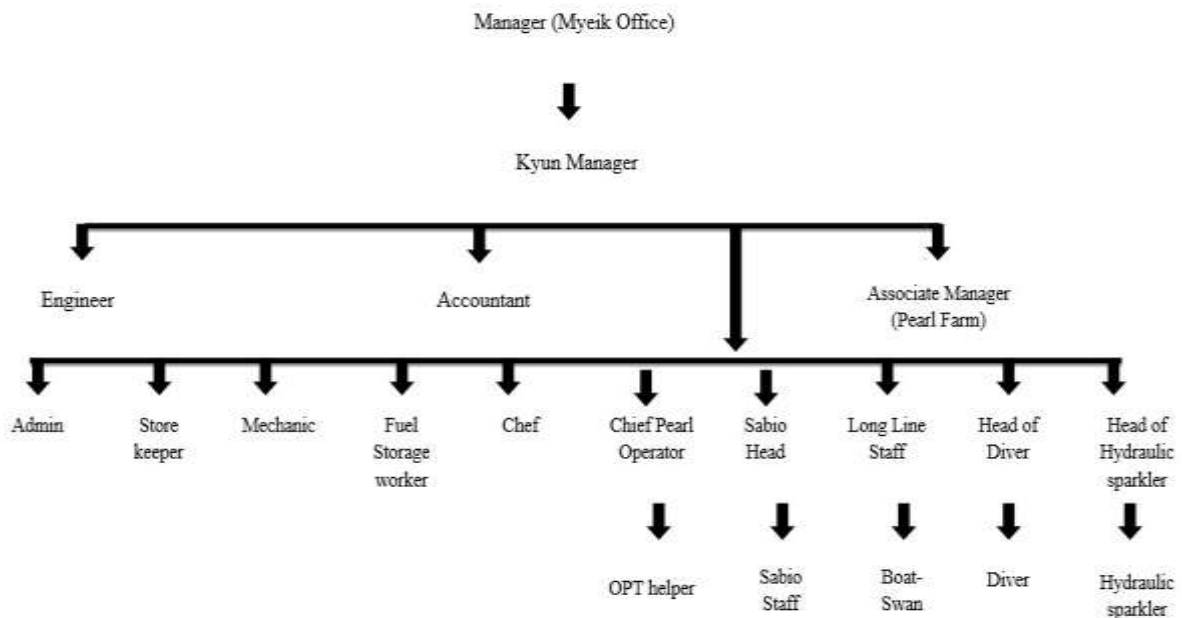 Manager (Myeik Office)
Kyun Manager
Engineer
Accountant
Associate Manager
(Pearl Farm)
Admin
Store
keeper
Mechanic
Fuel
Storage
worker
Chef
Chief Pearl
Operator
Sabio
Head
Long Line
Staff
Head of
Diver
Head of
Hydraulic
sparkler
OPT helper
Sabio
Staff
Boat-
Swan
Diver
Hydraulic
sparkler